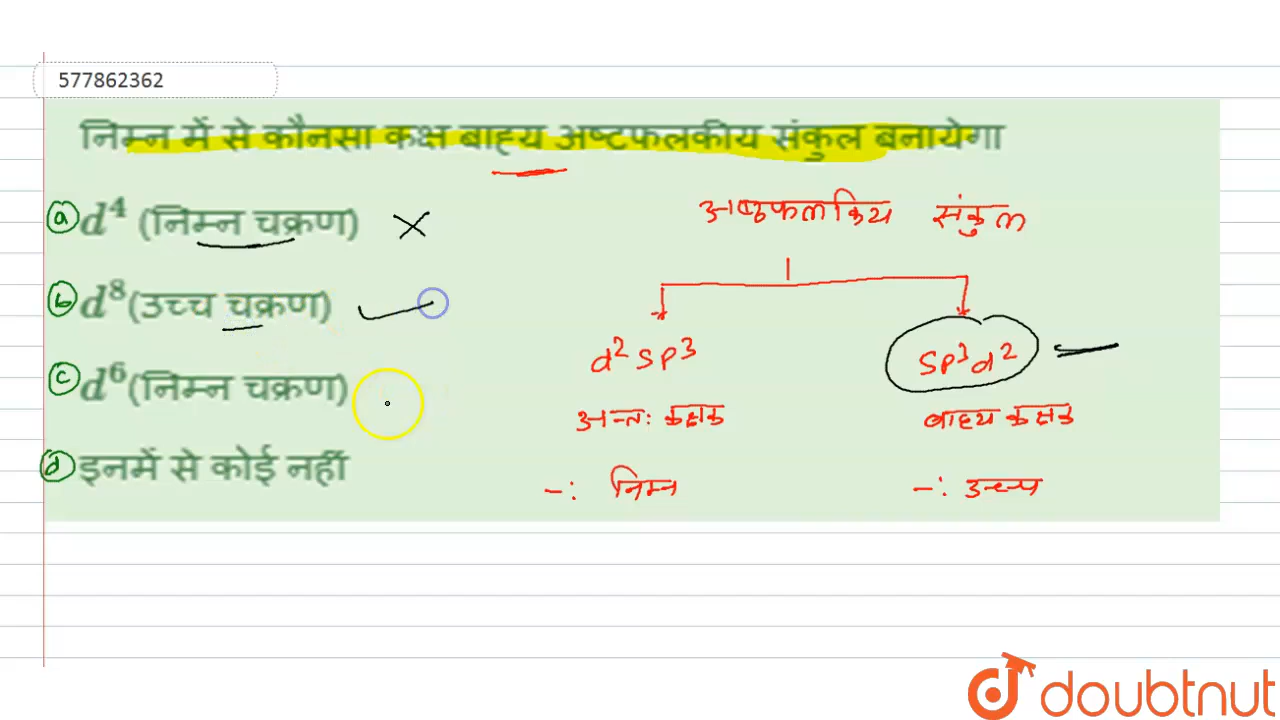 577862362
निम्न में से कौनसा कक्ष बाह्य अष्टफलकीय संकुल बनायेगा
(a) d⁴ (निम्न चक्रण)
(b) d⁸(उच्च चक्रण)
(c) d⁶(निम्न चक्रण)
(d) इनमें से कोई नहीं
अष्टफलकिय संकुल
d²sp³ sp³d²
अन्तः कक्षक बाह्य कक्षक
-: निम्न -: उच्च
doubtnut